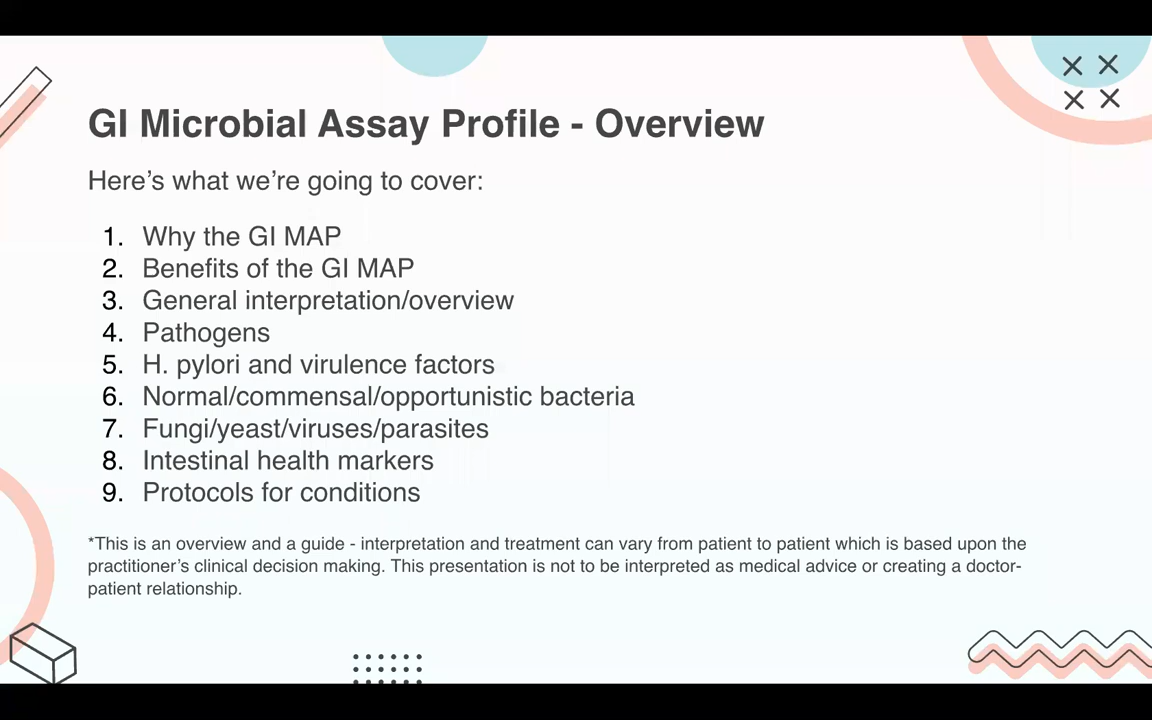 GI Microbial Assay Profile - Overview
Here’s what we’re going to cover:
1. Why the GI MAP
2. Benefits of the GI MAP
3. General interpretation/overview
4. Pathogens
5. H. pylori and virulence factors
6. Normal/commensal/opportunistic bacteria
7. Fungi/yeast/viruses/parasites
8. Intestinal health markers
9. Protocols for conditions
*This is an overview and a guide - interpretation and treatment can vary from patient to patient which is based upon the
practitioner’s clinical decision making. This presentation is not to be interpreted as medical advice or creating a doctor-
patient relationship.